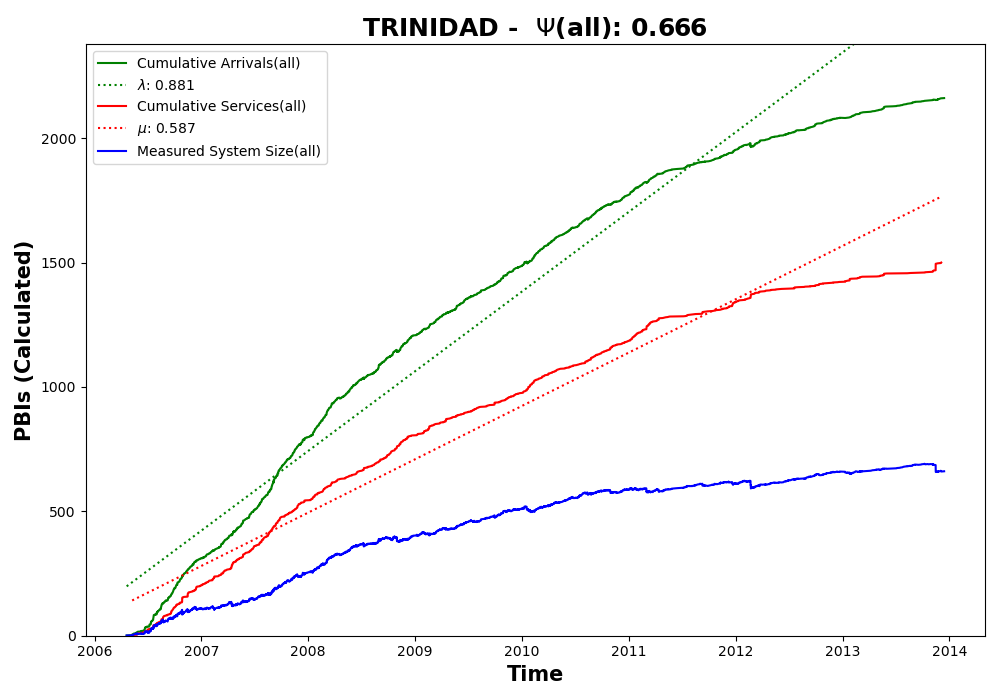 TRINIDAD - Ψ(all): 0.666
Cumulative Arrivals(all)
λ: 0.881
Cumulative Services(all)
μ: 0.587
Measured System Size(all)
PBIs (Calculated)
2000
1500
1000
500
0
2006 2007 2008 2009 2010 2011 2012 2013 2014
Time